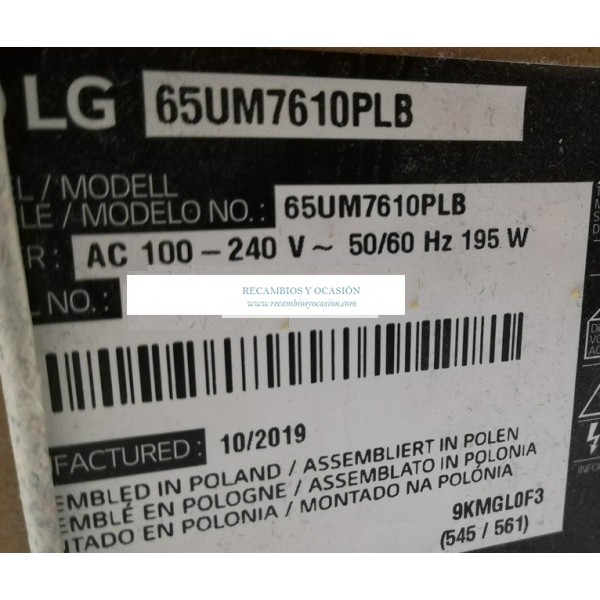 LG 65UM7610PLB
L / MODELL
LE / MODELO NO.: 65UM7610PLB
R: AC 100 – 240 V ~ 50/60 Hz 195 W
L NO.:
RECAMBIOS Y OCASIÓN
www.recambiosyocasion.com
FACTURED: 10/2019
EMBLED IN POLAND / ASSEMBLIERT IN POLEN
EMBLÉ EN POLOGNE / ASSEMBLATO IN POLONIA
NTADO EN POLONIA / MONTADO NA POLÓNIA
9KMGL0F3
(545 / 561)